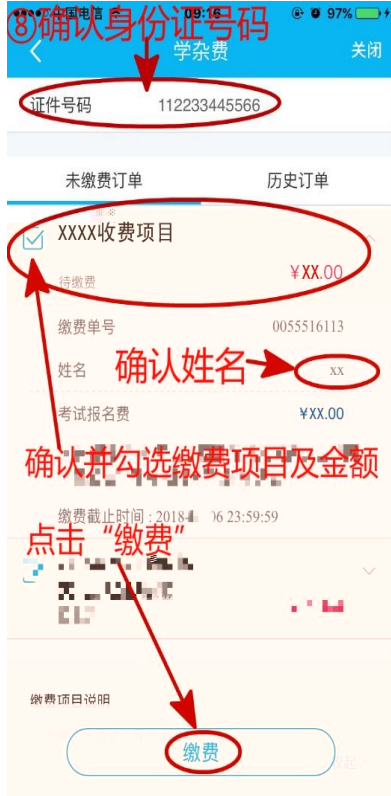 ⑧确认身份证号码
中国电信 09:16 97%
学杂费 关闭
证件号码 112233445566
未缴费订单 历史订单
XXXX收费项目
待缴费 ¥XX.00
缴费单号 0055516113
确认姓名
姓名 xx
考试报名费 ¥XX.00
确认并勾选缴费项目及金额
缴费截止时间 : 2018- 06 23:59:59
点击“缴费”
缴费项目说明
缴费